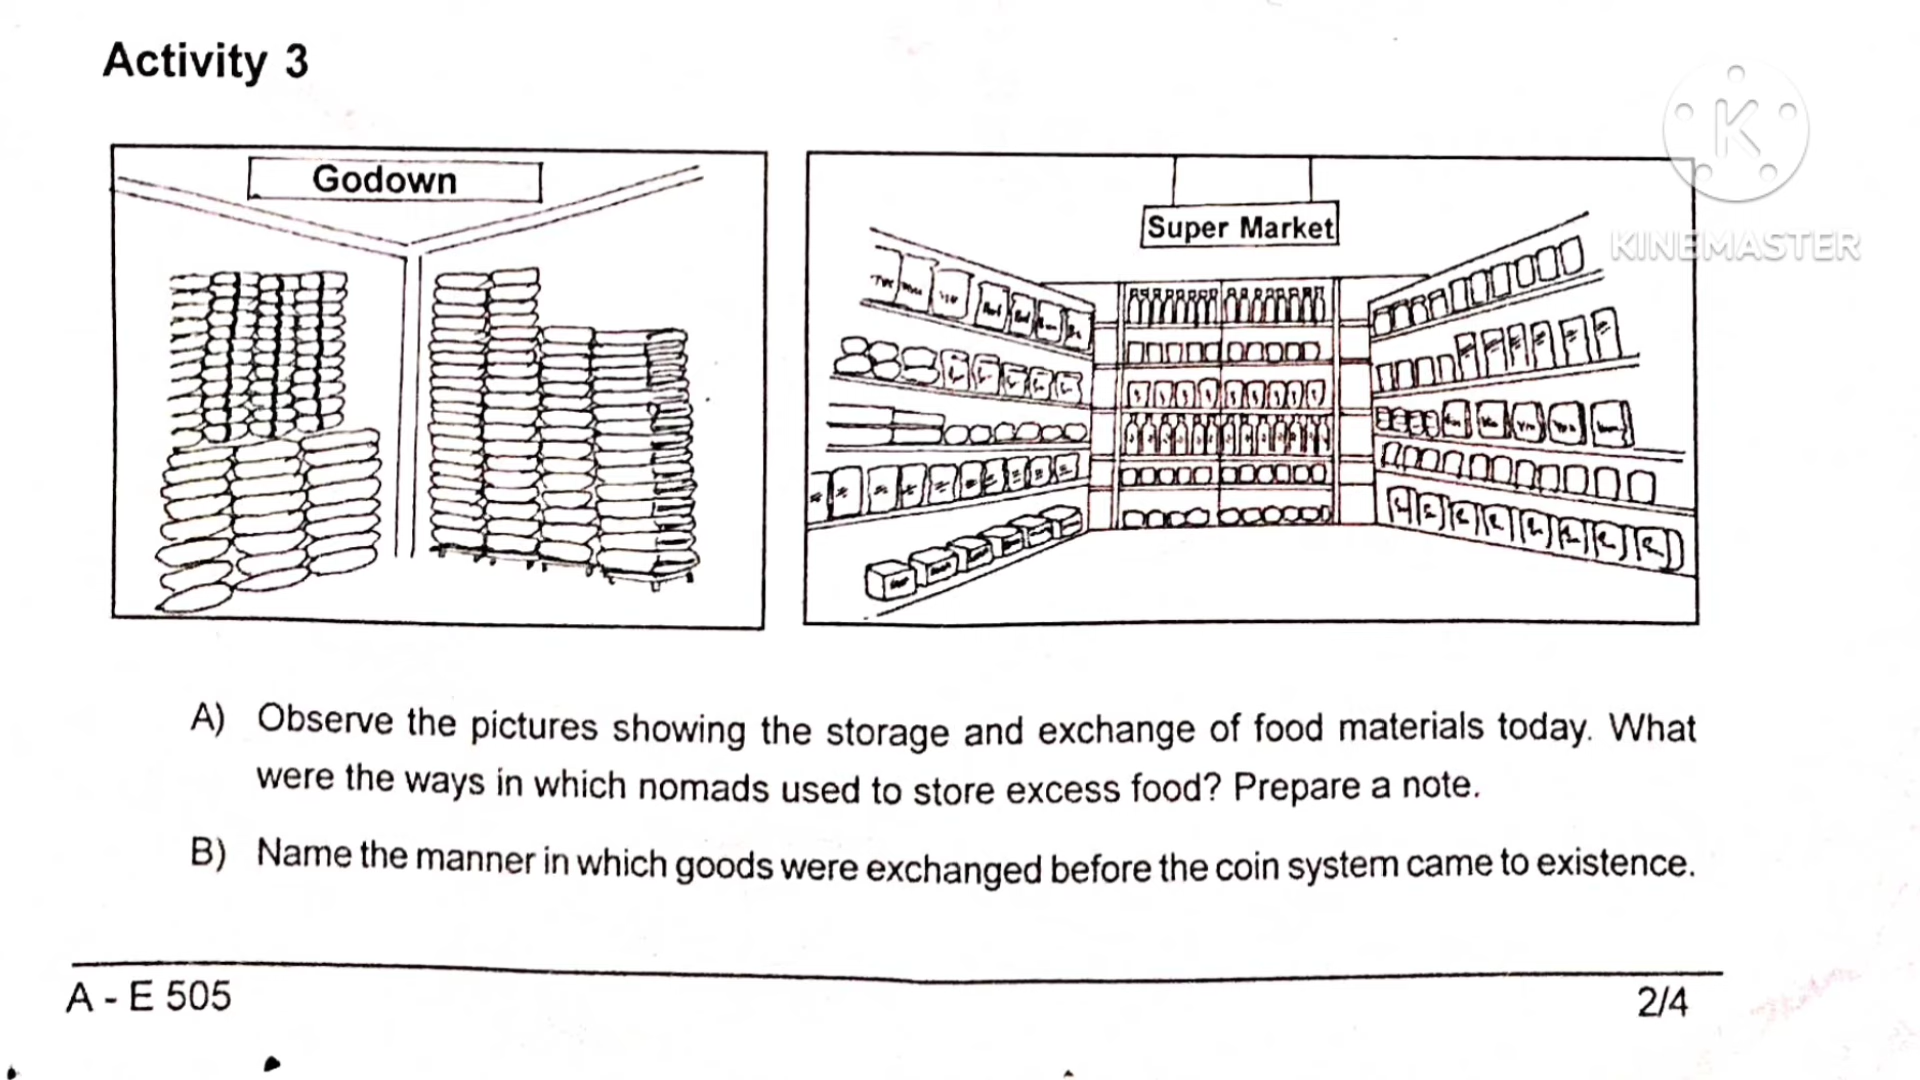 Activity 3
Godown
Super Market
K
KINEMASTER
A) Observe the pictures showing the storage and exchange of food materials today. What
were the ways in which nomads used to store excess food? Prepare a note.
B) Name the manner in which goods were exchanged before the coin system came to existence.
A - E 505
2/4